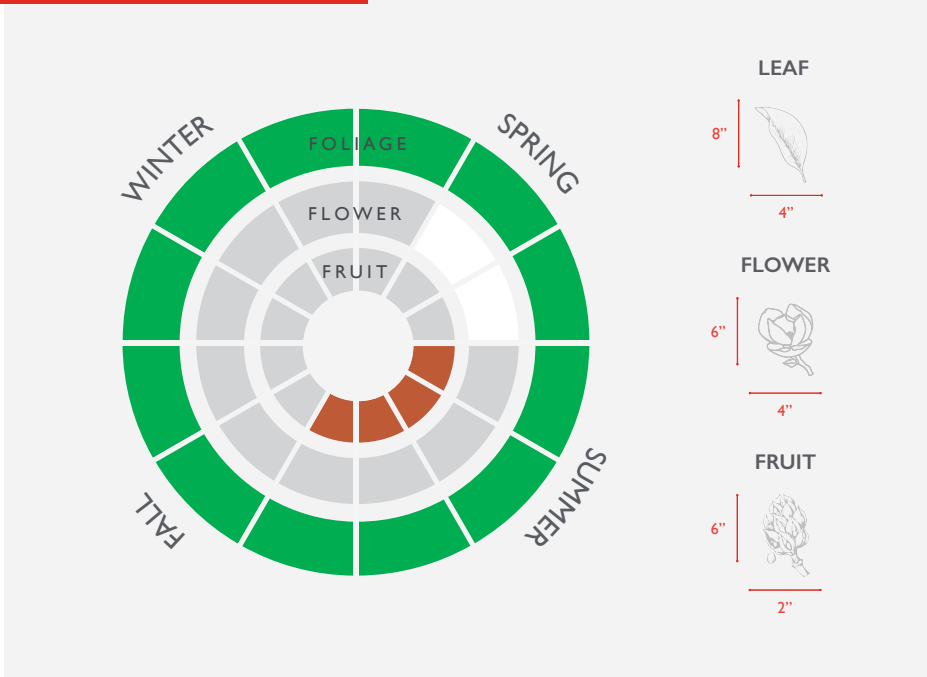 WINTER
SPRING
FOLIAGE
FLOWER
FRUIT
FALL
SUMMER
LEAF
8”
4”
FLOWER
6”
4”
FRUIT
6”
2”